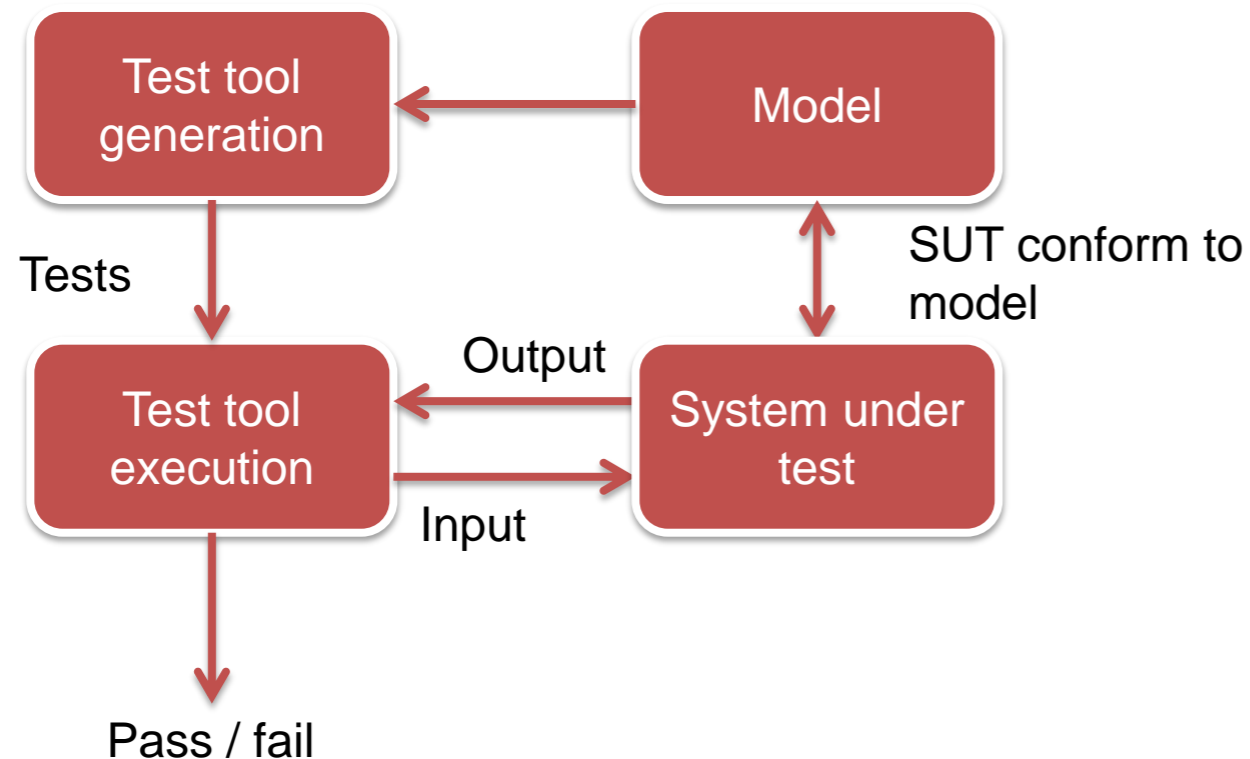 Test tool
generation
Model
Tests
SUT conform to
model
Output
Test tool
execution
System under
test
Input
Pass / fail